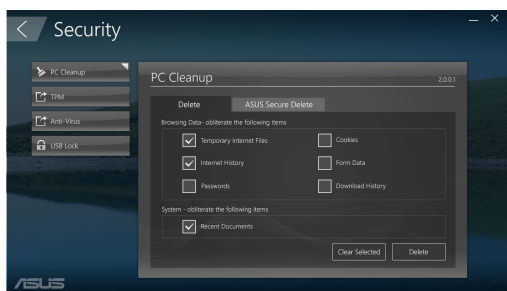 Security
PC Cleanup
TPM
Anti-Virus
USB Lock
PC Cleanup
2.0.0.1
Delete
ASUS Secure Delete
Browsing Data- obliterate the following items
Temporary Internet Files
Cookies
Internet History
Form Data
Passwords
Download History
System - obliterate the following items
Recent Documents
Clear Selected
Delete
ASUS